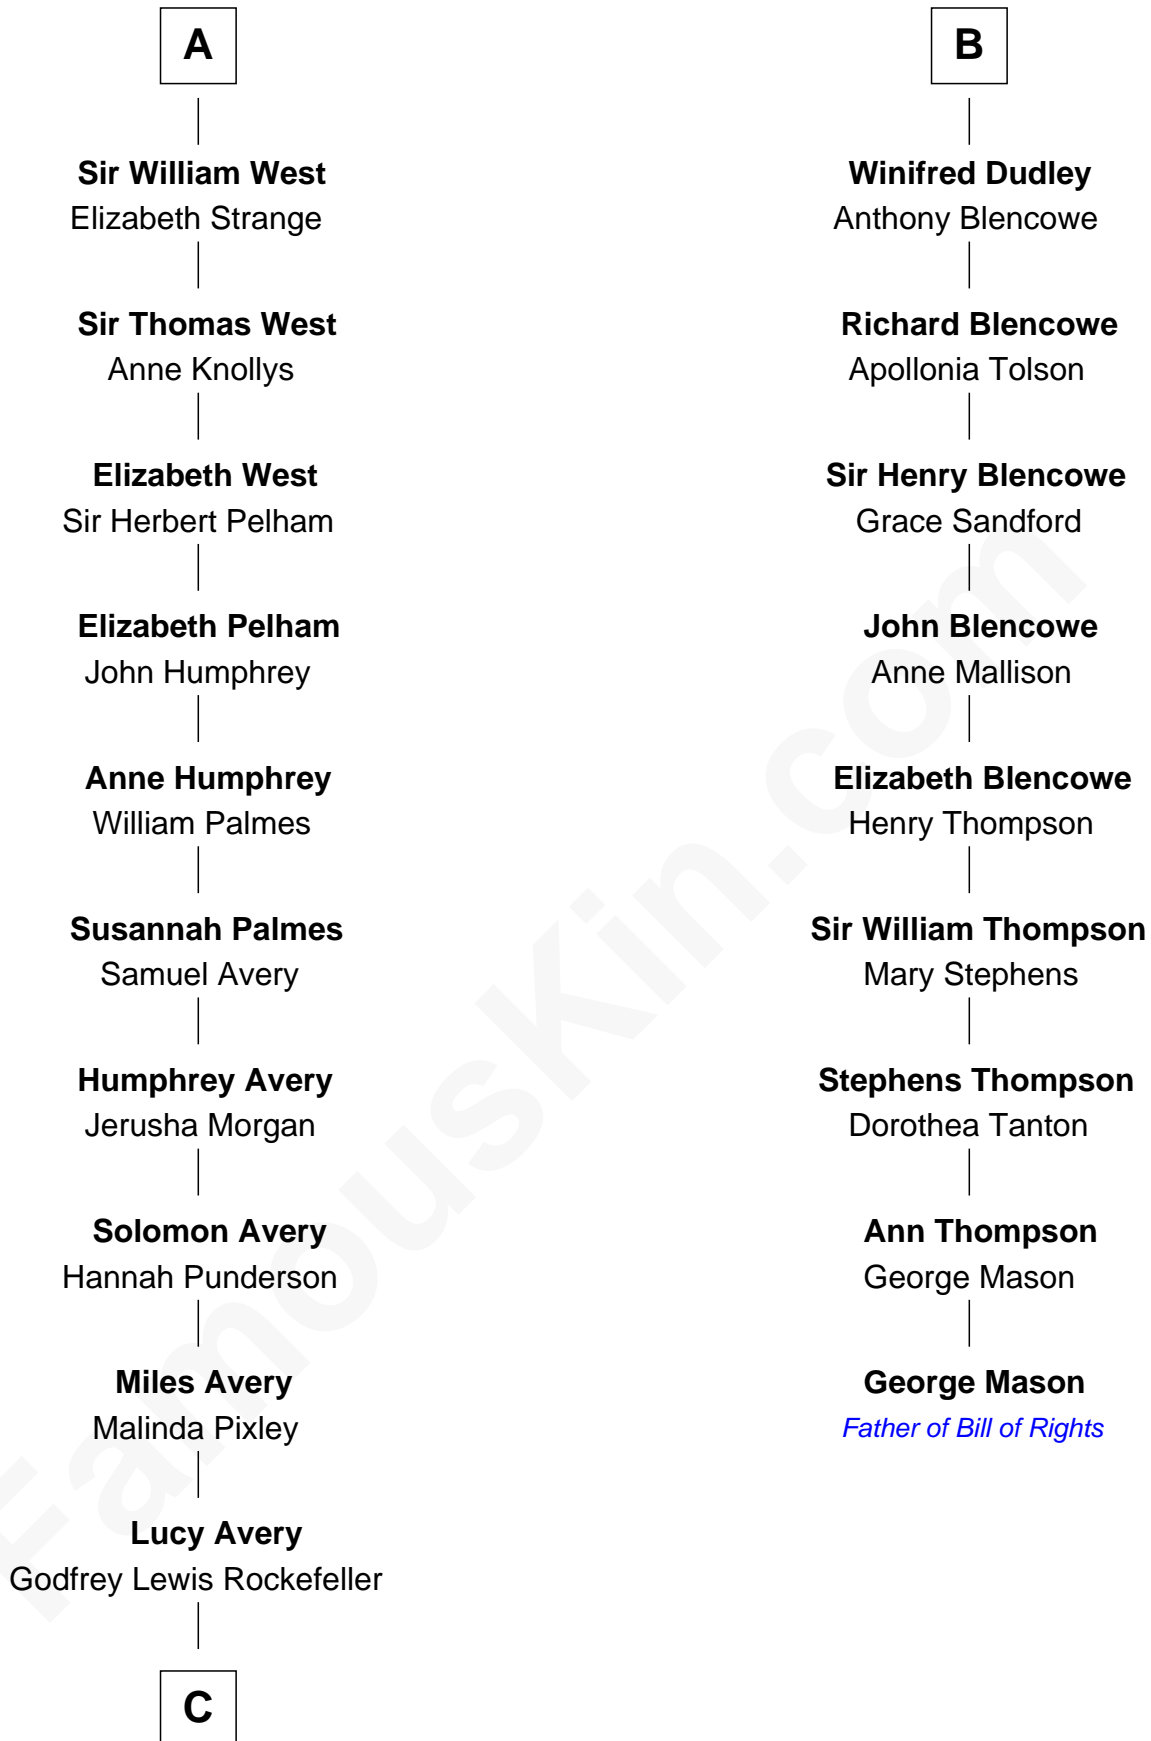 A
Sir William West
Elizabeth Strange
Sir Thomas West
Anne Knollys
Elizabeth West
Sir Herbert Pelham
Elizabeth Pelham
John Humphrey
Anne Humphrey
William Palmes
Susannah Palmes
Samuel Avery
Humphrey Avery
Jerusha Morgan
Solomon Avery
Hannah Punderson
Miles Avery
Malinda Pixley
Lucy Avery
Godfrey Lewis Rockefeller
C
B
Winifred Dudley
Anthony Blencowe
Richard Blencowe
Apollonia Tolson
Sir Henry Blencowe
Grace Sandford
John Blencowe
Anne Mallison
Elizabeth Blencowe
Henry Thompson
Sir William Thompson
Mary Stephens
Stephens Thompson
Dorothea Tanton
Ann Thompson
George Mason
George Mason
Father of Bill of Rights
FamousKin.com